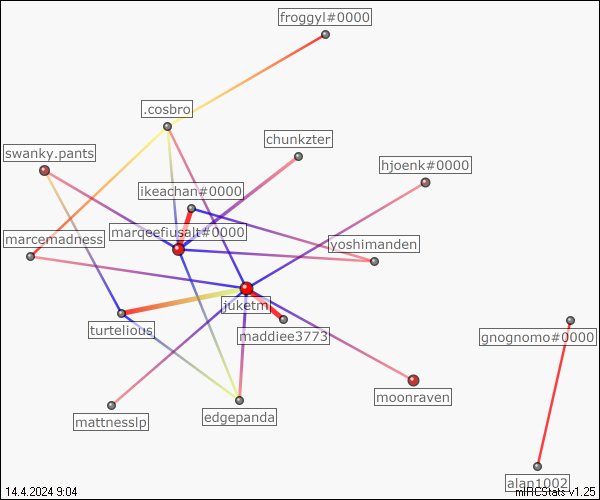 froggyl#0000
.cosbro
chunkzter
swanky.pants
hjoenk#0000
ikeachan#0000
marqeefiusalt#0000
marcemadness
yoshimanden
juketm
turtelious
maddiee3773
gnognomo#0000
moonraven
edgepanda
mattnesslp
alan1002
14.4.2024 9:04
mIRCStats v1.25